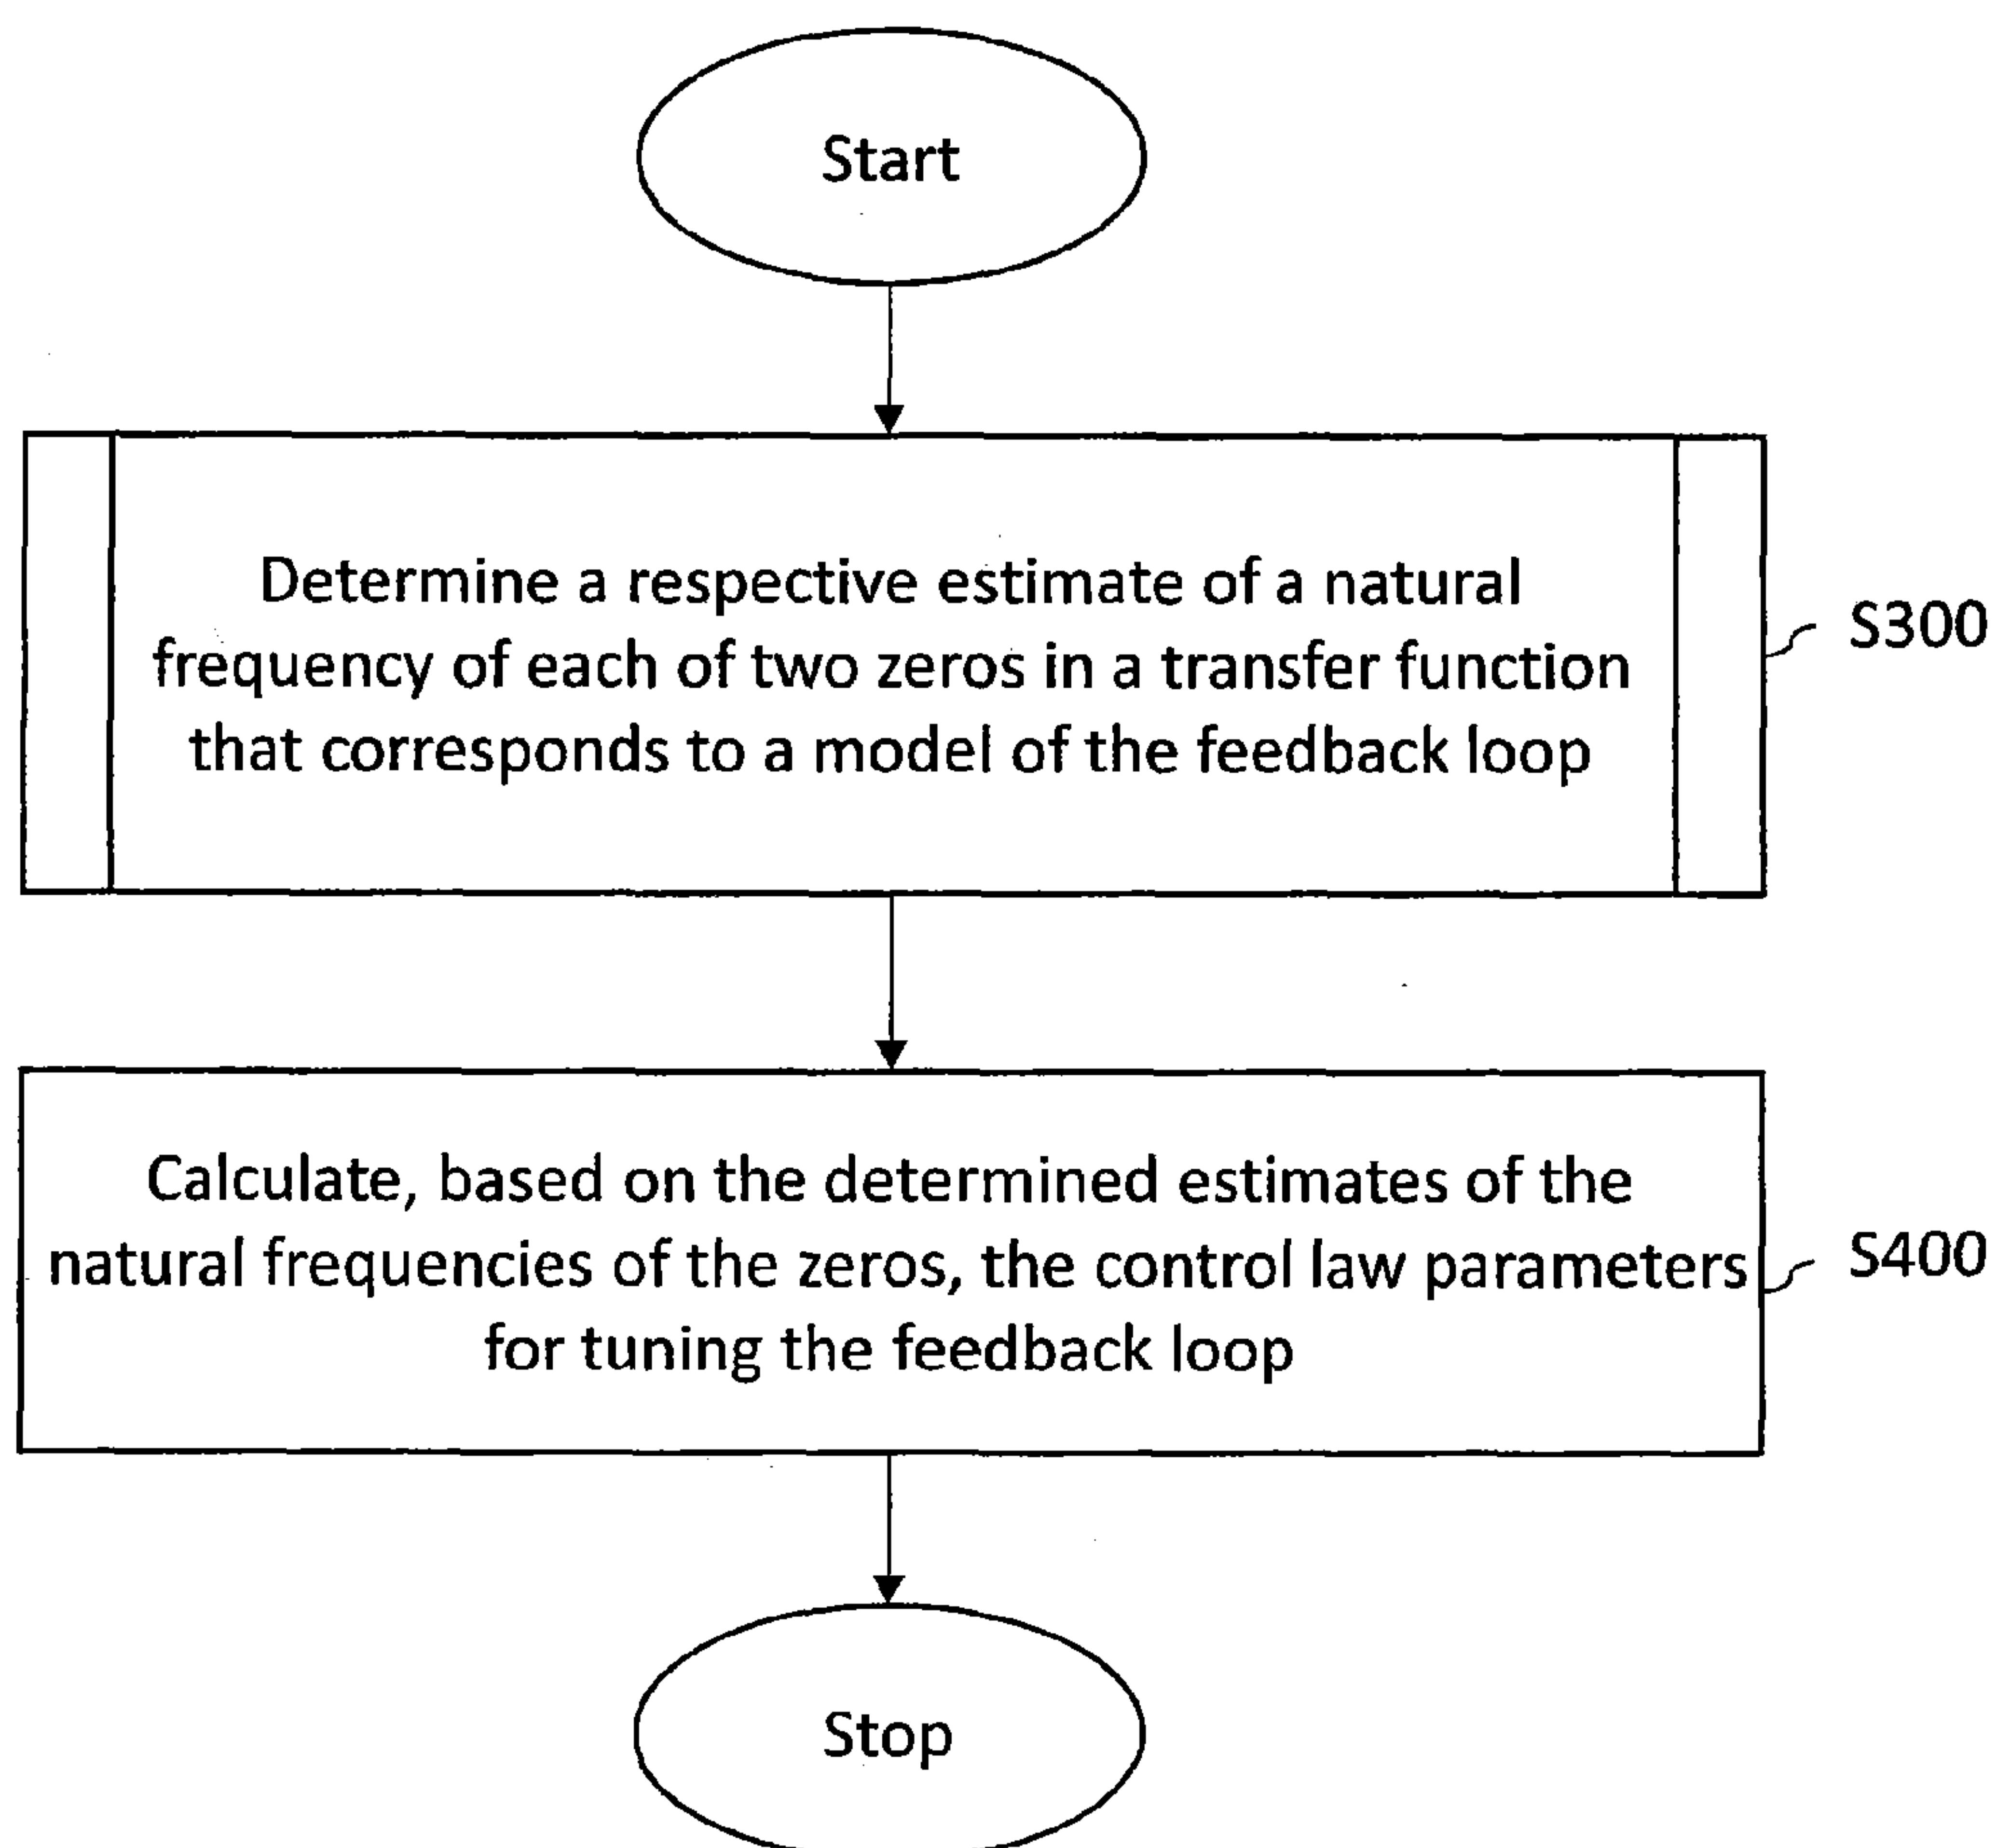 Start
Determine a respective estimate of a natural
frequency of each of two zeros in a transfer function
that corresponds to a model of the feedback loop
S300
Calculate, based on the determined estimates of the
natural frequencies of the zeros, the control law parameters
for tuning the feedback loop
S400
Stop